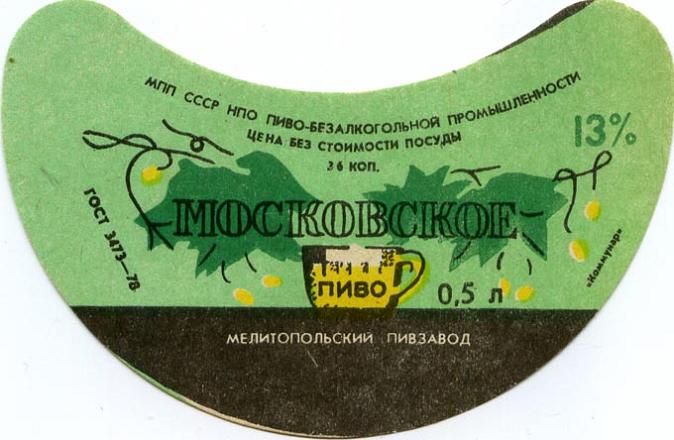 МПП СССР НПО ПИВО-БЕЗАЛКОГОЛЬНОЙ ПРОМЫШЛЕННОСТИ
ЦЕНА БЕЗ СТОИМОСТИ ПОСУДЫ
36 КОП.
13%
ГОСТ 3473—78
МОСКОВСКОЕ
ПИВО
0,5 л
«Коммунар»
МЕЛИТОПОЛЬСКИЙ ПИВЗАВОД